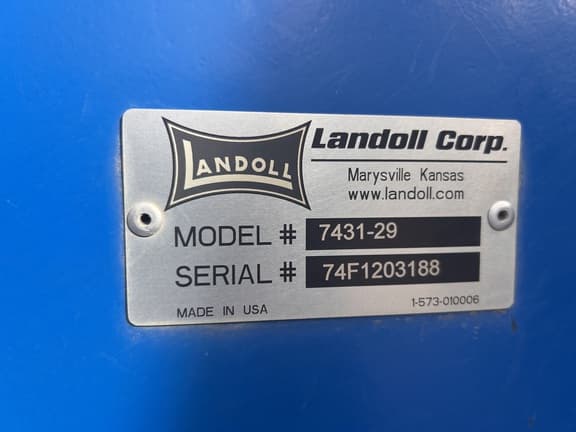 LANDOLL
Landoll Corp.
Marysville Kansas
www.landoll.com
MODEL # 7431-29
SERIAL # 74F1203188
MADE IN USA
1-573-010006